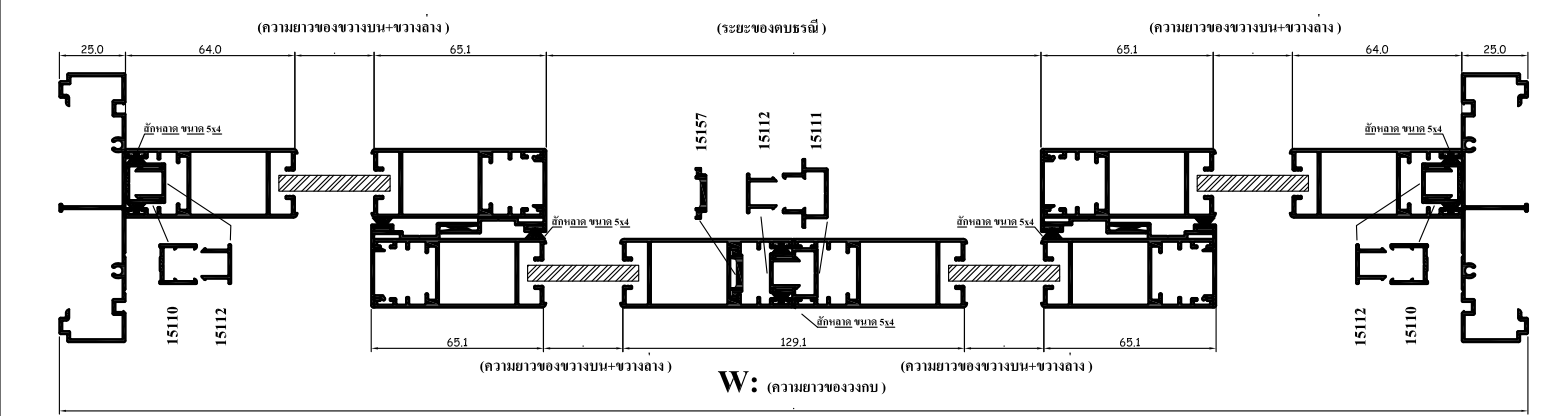 (ความยาวของขวางบน+ขวางล่าง)
(ระยะของตบธรณี)
(ความยาวของขวางบน+ขวางล่าง)
25.0
64.0
65.1
65.1
64.0
25.0
สักหลาด ขนาด 5x4
สักหลาด ขนาด 5x4
15157
15112
15111
สักหลาด ขนาด 5x4
สักหลาด ขนาด 5x4
15110
15112
15112
15110
สักหลาด ขนาด 5x4
65.1
129.1
65.1
(ความยาวของขวางบน+ขวางล่าง)
(ความยาวของขวางบน+ขวางล่าง)
W: (ความยาวของวงกบ)